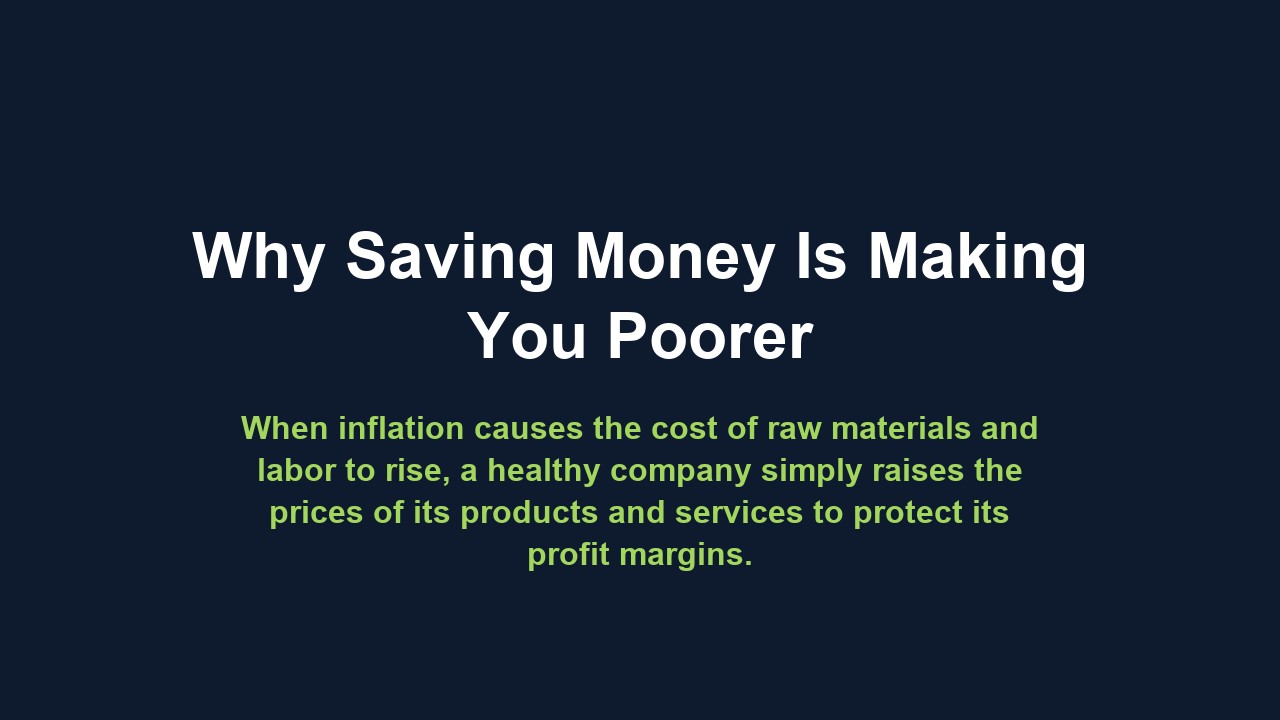 Why Saving Money Is Making
You Poorer
When inflation causes the cost of raw materials and
labor to rise, a healthy company simply raises the
prices of its products and services to protect its
profit margins.